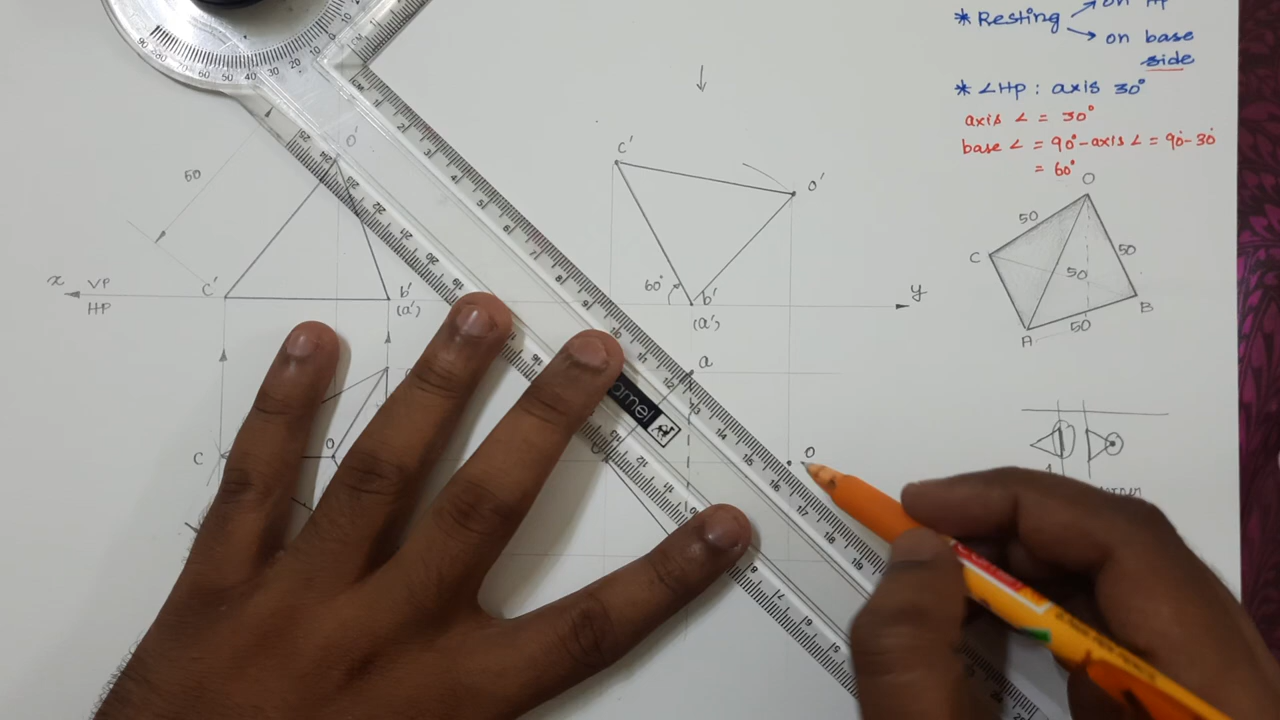 * Resting → on HP
→ on base
side
* ∠HP : axis 30°
axis ∠ = 30°
base ∠ = 90° - axis ∠ = 90° - 30°
= 60°
O
50
50
C
50
B
50
A
x
VP
HP
50
o'
c'
b'
(a')
c
o
c'
o'
60°
b'
(a')
y
a
o
camel